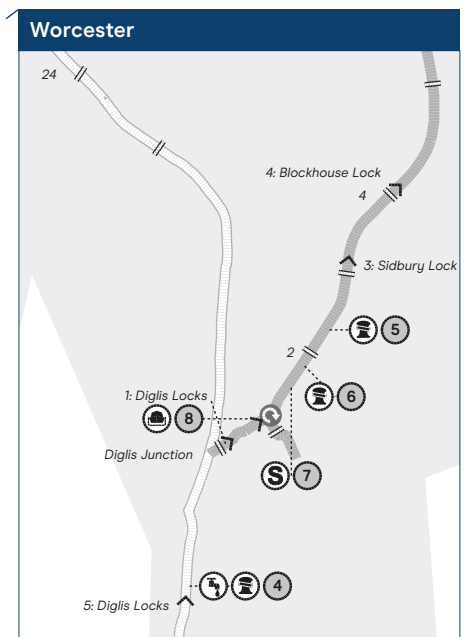 Worcester
24
4: Blockhouse Lock
4
3: Sidbury Lock
5
2
6
1: Diglis Locks
8
Diglis Junction
S 7
4
5: Diglis Locks